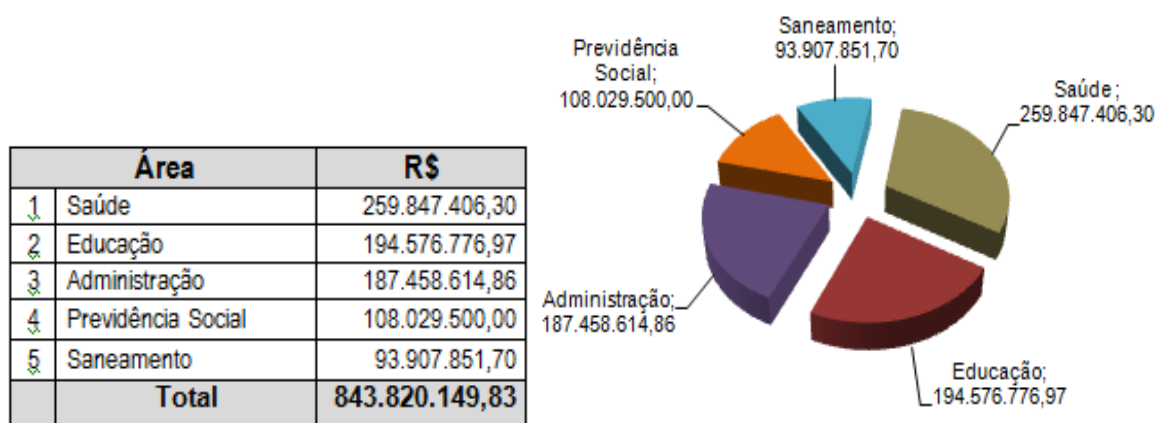 Área R$
1 Saúde 259.847.406,30
2 Educação 194.576.776,97
3 Administração 187.458.614,86
4 Previdência Social 108.029.500,00
5 Saneamento 93.907.851,70
Total 843.820.149,83
Saneamento;
93.907.851,70
Previdência
Social;
108.029.500,00
Saúde;
259.847.406,30
Administração;
187.458.614,86
Educação;
194.576.776,97